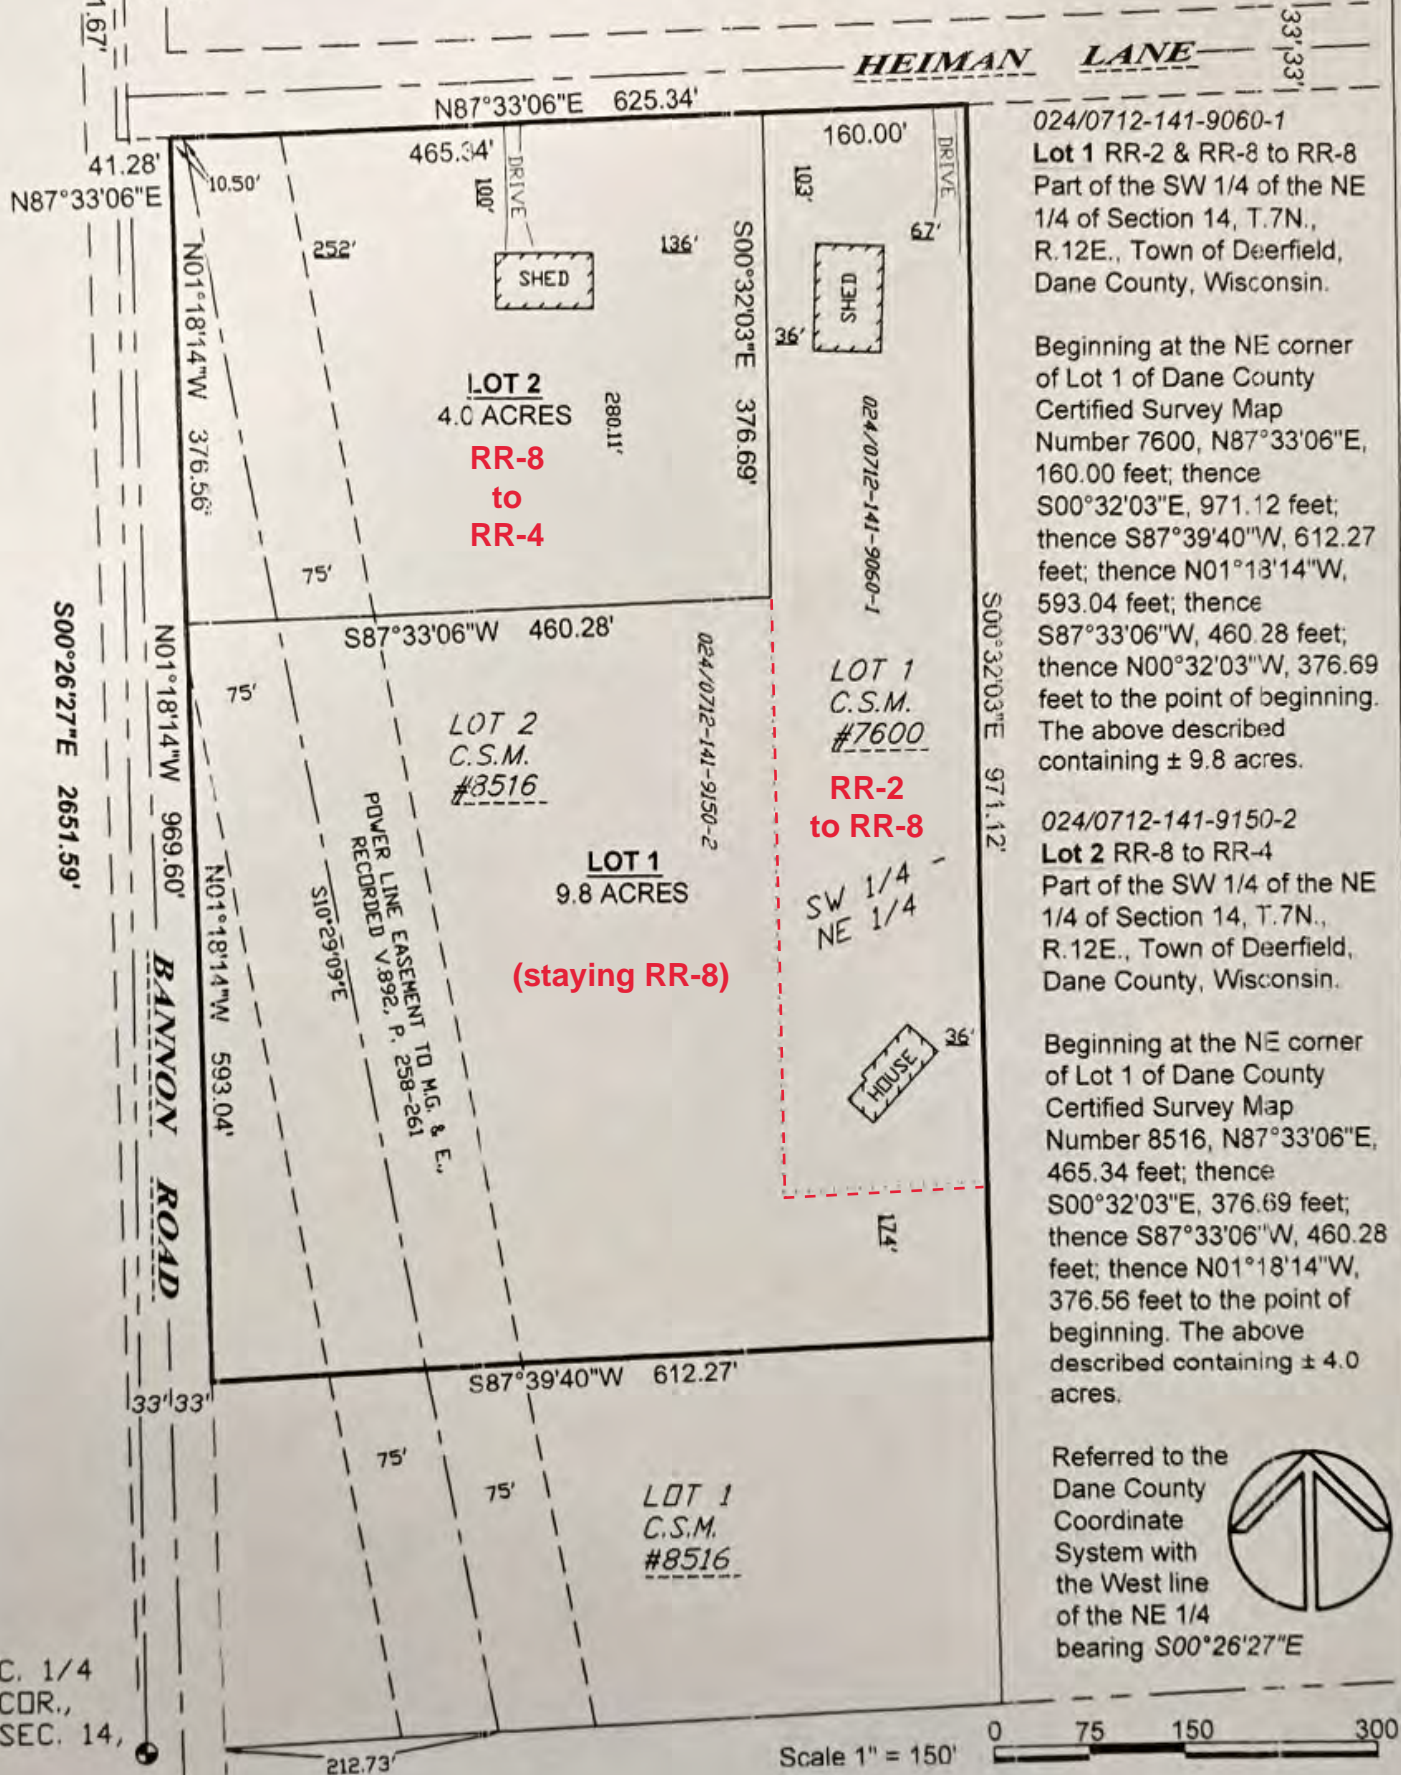 1.67'
33'
33'
HEIMAN LANE
N87°33'06"E 625.34'
41.28'
N87°33'06"E
10.50'
465.34'
160.00'
DRIVE
DRIVE
100'
103'
252'
136'
67'
SHED
SHED
36'
N01°18'14"W 376.56'
S00°32'03"E 376.69'
LOT 2
4.0 ACRES
280.11'
RR-8
to
RR-4
024/0712-141-9060-1
75'
S87°33'06"W 460.28'
75'
S00°26'27"E 2651.59'
N01°18'14"W 969.60'
LOT 2
C.S.M.
#8516
024/0712-141-9150-2
LOT 1
C.S.M.
#7600
S00°32'03"E 971.12'
RR-2
to RR-8
POWER LINE EASEMENT TO M.G. & E.,
RECORDED V.892, P. 258-261
S10°29'09"E
LOT 1
9.8 ACRES
SW 1/4 -
NE 1/4
(staying RR-8)
N01°18'14"W 593.04'
BANNON ROAD
HOUSE
36'
174'
S87°39'40"W 612.27'
33'
33'
75'
75'
LOT 1
C.S.M.
#8516
C. 1/4
COR.,
SEC. 14,
212.73'
Scale 1" = 150'
0 75 150 300
024/0712-141-9060-1
Lot 1 RR-2 & RR-8 to RR-8
Part of the SW 1/4 of the NE
1/4 of Section 14, T.7N.,
R.12E., Town of Deerfield,
Dane County, Wisconsin.
Beginning at the NE corner
of Lot 1 of Dane County
Certified Survey Map
Number 7600, N87°33'06"E,
160.00 feet; thence
S00°32'03"E, 971.12 feet;
thence S87°39'40"W, 612.27
feet; thence N01°18'14"W,
593.04 feet; thence
S87°33'06"W, 460.28 feet;
thence N00°32'03"W, 376.69
feet to the point of beginning.
The above described
containing ± 9.8 acres.
024/0712-141-9150-2
Lot 2 RR-8 to RR-4
Part of the SW 1/4 of the NE
1/4 of Section 14, T.7N.,
R.12E., Town of Deerfield,
Dane County, Wisconsin.
Beginning at the NE corner
of Lot 1 of Dane County
Certified Survey Map
Number 8516, N87°33'06"E,
465.34 feet; thence
S00°32'03"E, 376.69 feet;
thence S87°33'06"W, 460.28
feet; thence N01°18'14"W,
376.56 feet to the point of
beginning. The above
described containing ± 4.0
acres.
Referred to the
Dane County
Coordinate
System with
the West line
of the NE 1/4
bearing S00°26'27"E